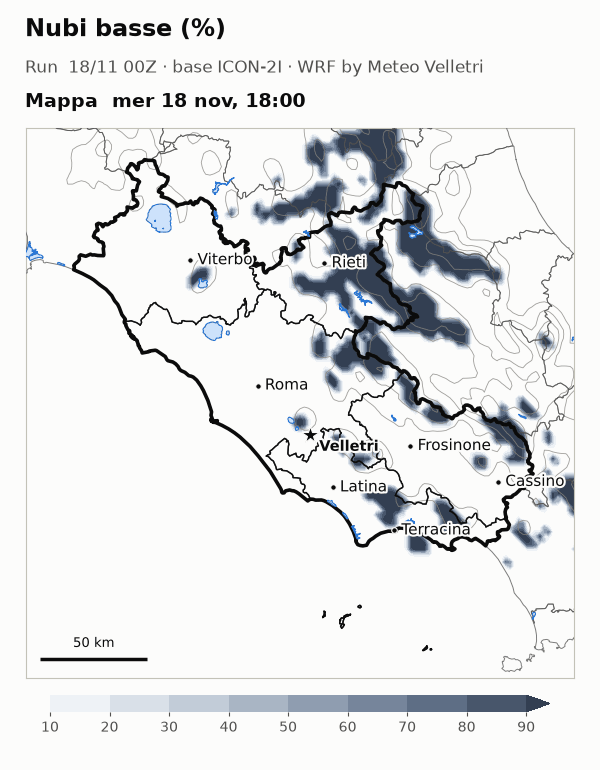 Nubi basse (%)
Run  18/11 00Z · base ICON-2I · WRF by Meteo Velletri
Mappa  mer 18 nov, 18:00
Viterbo
Rieti
Roma
Velletri
Frosinone
Cassino
Latina
Terracina
50 km
10 20 30 40 50 60 70 80 90